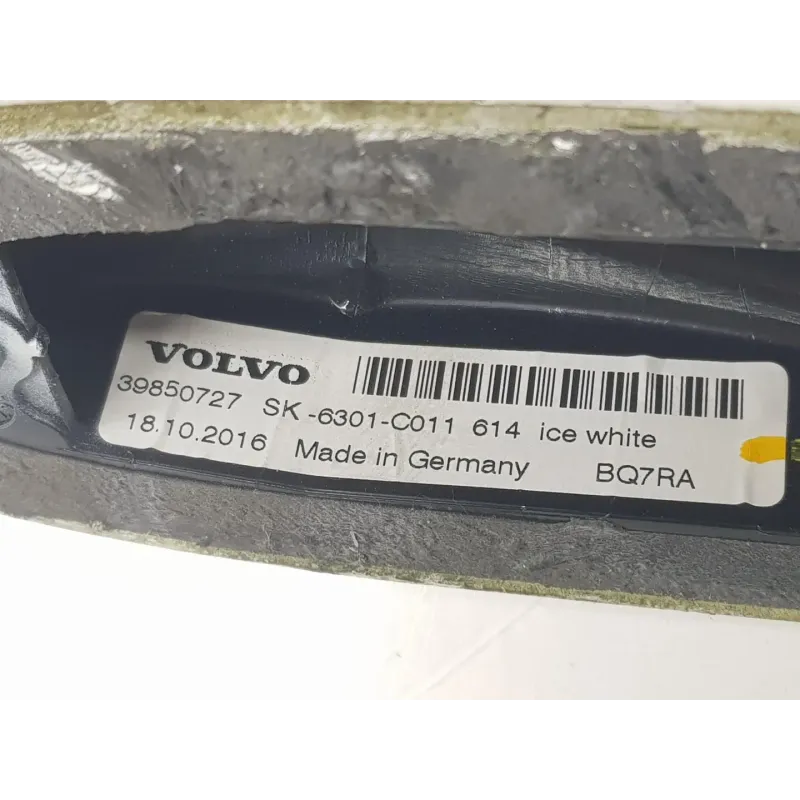 VOLVO
39850727 SK-6301-C011 614 ice white
18.10.2016 Made in Germany BQ7RA